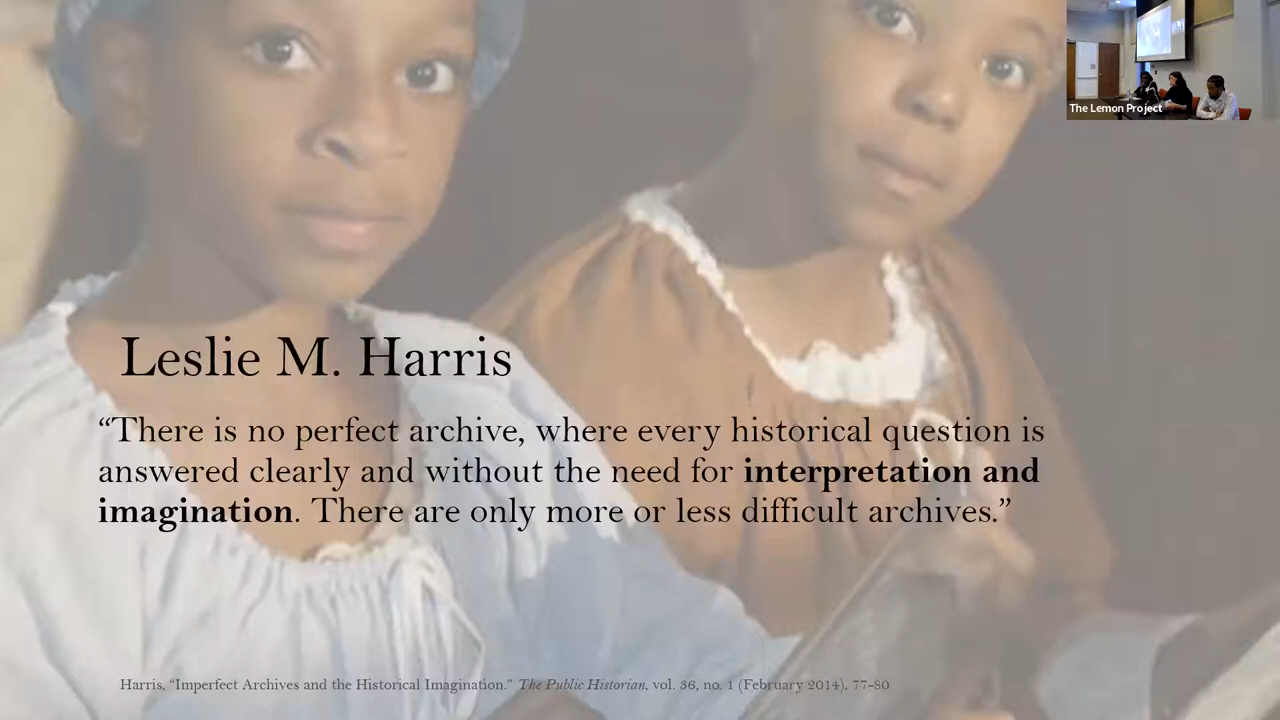 The Lemon Project
Leslie M. Harris
“There is no perfect archive, where every historical question is
answered clearly and without the need for interpretation and
imagination. There are only more or less difficult archives.”
Harris, “Imperfect Archives and the Historical Imagination.” The Public Historian, vol. 36, no. 1 (February 2014), 77-80